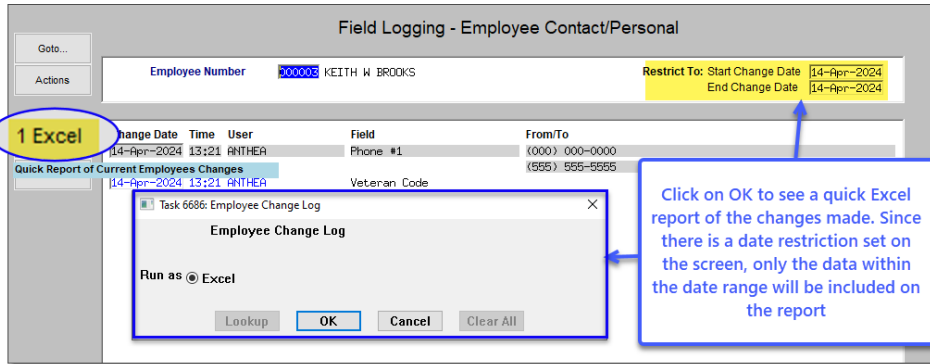 Field Logging - Employee Contact/Personal
Goto...
Actions
Employee Number 000003 KEITH W BROOKS
Restrict To: Start Change Date 14-Apr-2024
End Change Date 14-Apr-2024
1 Excel
Change Date Time User Field From/To
14-Apr-2024 13:21 ANTHEA Phone #1 (000) 000-0000
(555) 555-5555
Quick Report of Current Employees Changes
14-Apr-2024 13:21 ANTHEA Veteran Code
Task 6686: Employee Change Log
Employee Change Log
Run as Excel
Lookup OK Cancel Clear All
Click on OK to see a quick Excel
report of the changes made. Since
there is a date restriction set on
the screen, only the data within
the date range will be included on
the report